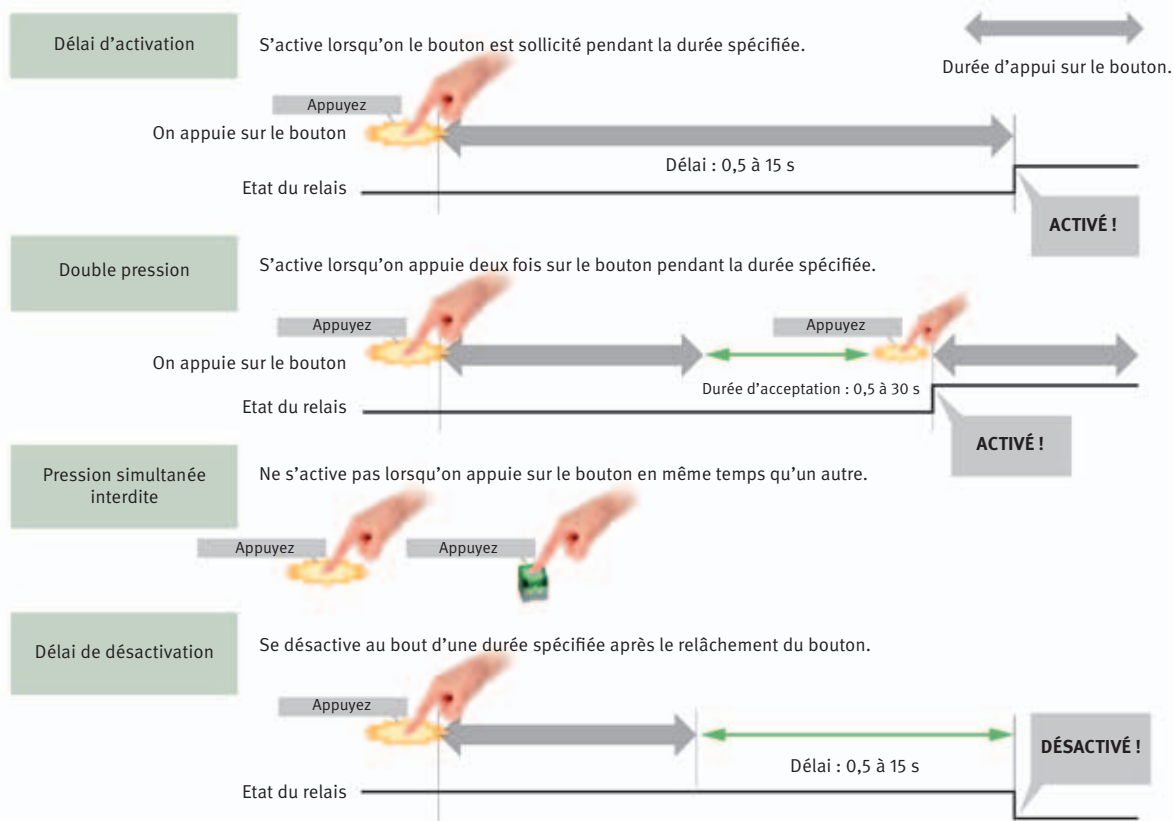 Délai d'activation
S'active lorsqu'on le bouton est sollicité pendant la durée spécifiée.
Durée d'appui sur le bouton.
Appuyez
On appuie sur le bouton
Délai : 0,5 à 15 s
Etat du relais
ACTIVÉ !
Double pression
S'active lorsqu'on appuie deux fois sur le bouton pendant la durée spécifiée.
Appuyez
Appuyez
On appuie sur le bouton
Durée d'acceptation : 0,5 à 30 s
Etat du relais
ACTIVÉ !
Pression simultanée
interdite
Ne s'active pas lorsqu'on appuie sur le bouton en même temps qu'un autre.
Appuyez
Appuyez
Délai de désactivation
Se désactive au bout d'une durée spécifiée après le relâchement du bouton.
Appuyez
DÉSACTIVÉ !
Délai : 0,5 à 15 s
Etat du relais